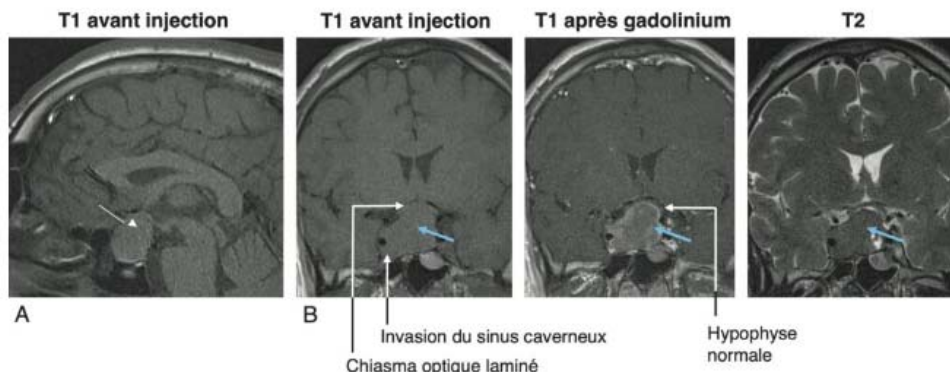 T1 avant injection
T1 avant injection
T1 après gadolinium
T2
A
B
Invasion du sinus caverneux
Chiasma optique laminé
Hypophyse
normale